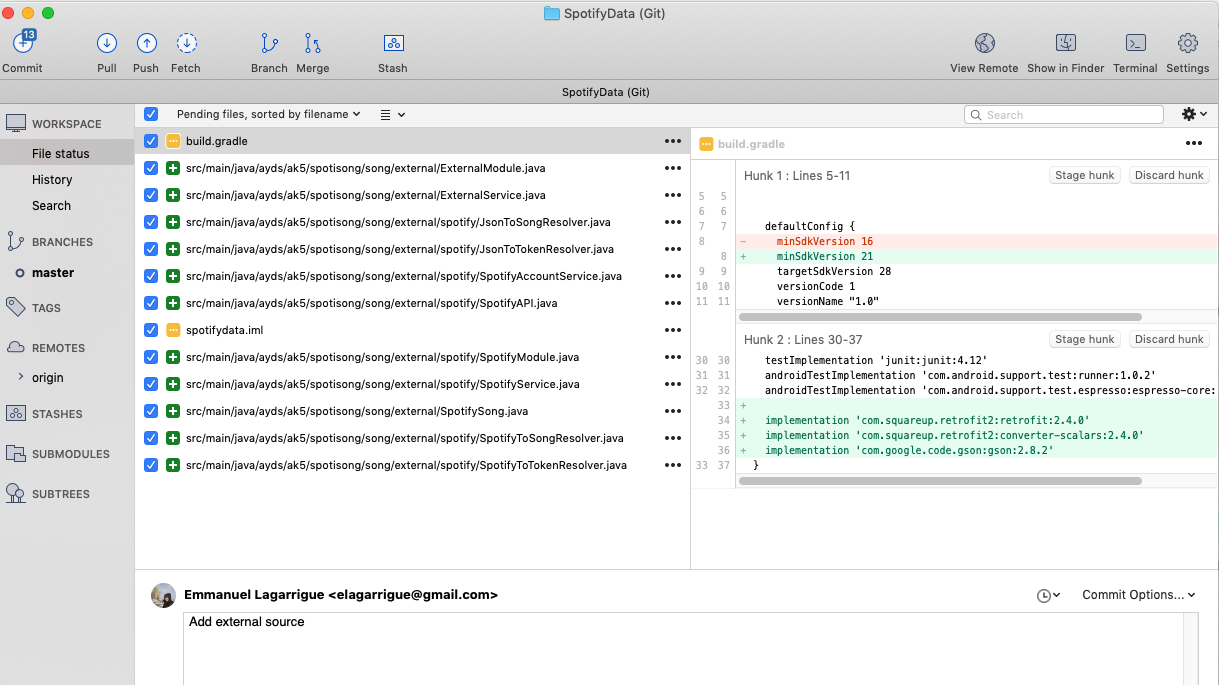 SpotifyData (Git)
13
Commit
Pull
Push
Fetch
Branch
Merge
Stash
View Remote
Show in Finder
Terminal
Settings
SpotifyData (Git)
WORKSPACE
File status
History
Search
BRANCHES
master
TAGS
REMOTES
origin
STASHES
SUBMODULES
SUBTREES
Pending files, sorted by filename
Search
build.gradle
src/main/java/ayds/ak5/spotisong/song/external/ExternalModule.java
src/main/java/ayds/ak5/spotisong/song/external/ExternalService.java
src/main/java/ayds/ak5/spotisong/song/external/spotify/JsonToSongResolver.java
src/main/java/ayds/ak5/spotisong/song/external/spotify/JsonToTokenResolver.java
src/main/java/ayds/ak5/spotisong/song/external/spotify/SpotifyAccountService.java
src/main/java/ayds/ak5/spotisong/song/external/spotify/SpotifyAPI.java
spotifydata.iml
src/main/java/ayds/ak5/spotisong/song/external/spotify/SpotifyModule.java
src/main/java/ayds/ak5/spotisong/song/external/spotify/SpotifyService.java
src/main/java/ayds/ak5/spotisong/song/external/SpotifySong.java
src/main/java/ayds/ak5/spotisong/song/external/spotify/SpotifyToSongResolver.java
src/main/java/ayds/ak5/spotisong/song/external/spotify/SpotifyToTokenResolver.java
build.gradle
Hunk 1 : Lines 5-11
Stage hunk
Discard hunk
5 5
6 6
7 7 defaultConfig {
8 - minSdkVersion 16
8 + minSdkVersion 21
9 9 targetSdkVersion 28
10 10 versionCode 1
11 11 versionName "1.0"
Hunk 2 : Lines 30-37
Stage hunk
Discard hunk
30 30 testImplementation 'junit:junit:4.12'
31 31 androidTestImplementation 'com.android.support.test:runner:1.0.2'
32 32 androidTestImplementation 'com.android.support.test.espresso:espresso-core:
33 +
34 + implementation 'com.squareup.retrofit2:retrofit:2.4.0'
35 + implementation 'com.squareup.retrofit2:converter-scalars:2.4.0'
36 + implementation 'com.google.code.gson:gson:2.8.2'
33 37 }
Emmanuel Lagarrigue <elagarrigue@gmail.com>
Commit Options...
Add external source